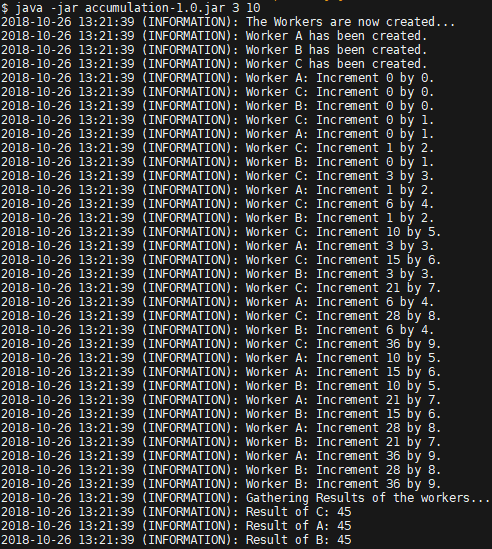 $ java -jar accumulation-1.0.jar 3 10
2018-10-26 13:21:39 (INFORMATION): The Workers are now created...
2018-10-26 13:21:39 (INFORMATION): Worker A has been created.
2018-10-26 13:21:39 (INFORMATION): Worker B has been created.
2018-10-26 13:21:39 (INFORMATION): Worker C has been created.
2018-10-26 13:21:39 (INFORMATION): Worker A: Increment 0 by 0.
2018-10-26 13:21:39 (INFORMATION): Worker C: Increment 0 by 0.
2018-10-26 13:21:39 (INFORMATION): Worker B: Increment 0 by 0.
2018-10-26 13:21:39 (INFORMATION): Worker C: Increment 0 by 1.
2018-10-26 13:21:39 (INFORMATION): Worker A: Increment 0 by 1.
2018-10-26 13:21:39 (INFORMATION): Worker C: Increment 1 by 2.
2018-10-26 13:21:39 (INFORMATION): Worker B: Increment 0 by 1.
2018-10-26 13:21:39 (INFORMATION): Worker C: Increment 3 by 3.
2018-10-26 13:21:39 (INFORMATION): Worker A: Increment 1 by 2.
2018-10-26 13:21:39 (INFORMATION): Worker C: Increment 6 by 4.
2018-10-26 13:21:39 (INFORMATION): Worker B: Increment 1 by 2.
2018-10-26 13:21:39 (INFORMATION): Worker C: Increment 10 by 5.
2018-10-26 13:21:39 (INFORMATION): Worker A: Increment 3 by 3.
2018-10-26 13:21:39 (INFORMATION): Worker C: Increment 15 by 6.
2018-10-26 13:21:39 (INFORMATION): Worker B: Increment 3 by 3.
2018-10-26 13:21:39 (INFORMATION): Worker C: Increment 21 by 7.
2018-10-26 13:21:39 (INFORMATION): Worker A: Increment 6 by 4.
2018-10-26 13:21:39 (INFORMATION): Worker C: Increment 28 by 8.
2018-10-26 13:21:39 (INFORMATION): Worker B: Increment 6 by 4.
2018-10-26 13:21:39 (INFORMATION): Worker C: Increment 36 by 9.
2018-10-26 13:21:39 (INFORMATION): Worker A: Increment 10 by 5.
2018-10-26 13:21:39 (INFORMATION): Worker A: Increment 15 by 6.
2018-10-26 13:21:39 (INFORMATION): Worker B: Increment 10 by 5.
2018-10-26 13:21:39 (INFORMATION): Worker A: Increment 21 by 7.
2018-10-26 13:21:39 (INFORMATION): Worker B: Increment 15 by 6.
2018-10-26 13:21:39 (INFORMATION): Worker A: Increment 28 by 8.
2018-10-26 13:21:39 (INFORMATION): Worker B: Increment 21 by 7.
2018-10-26 13:21:39 (INFORMATION): Worker A: Increment 36 by 9.
2018-10-26 13:21:39 (INFORMATION): Worker B: Increment 28 by 8.
2018-10-26 13:21:39 (INFORMATION): Worker B: Increment 36 by 9.
2018-10-26 13:21:39 (INFORMATION): Gathering Results of the workers...
2018-10-26 13:21:39 (INFORMATION): Result of C: 45
2018-10-26 13:21:39 (INFORMATION): Result of A: 45
2018-10-26 13:21:39 (INFORMATION): Result of B: 45